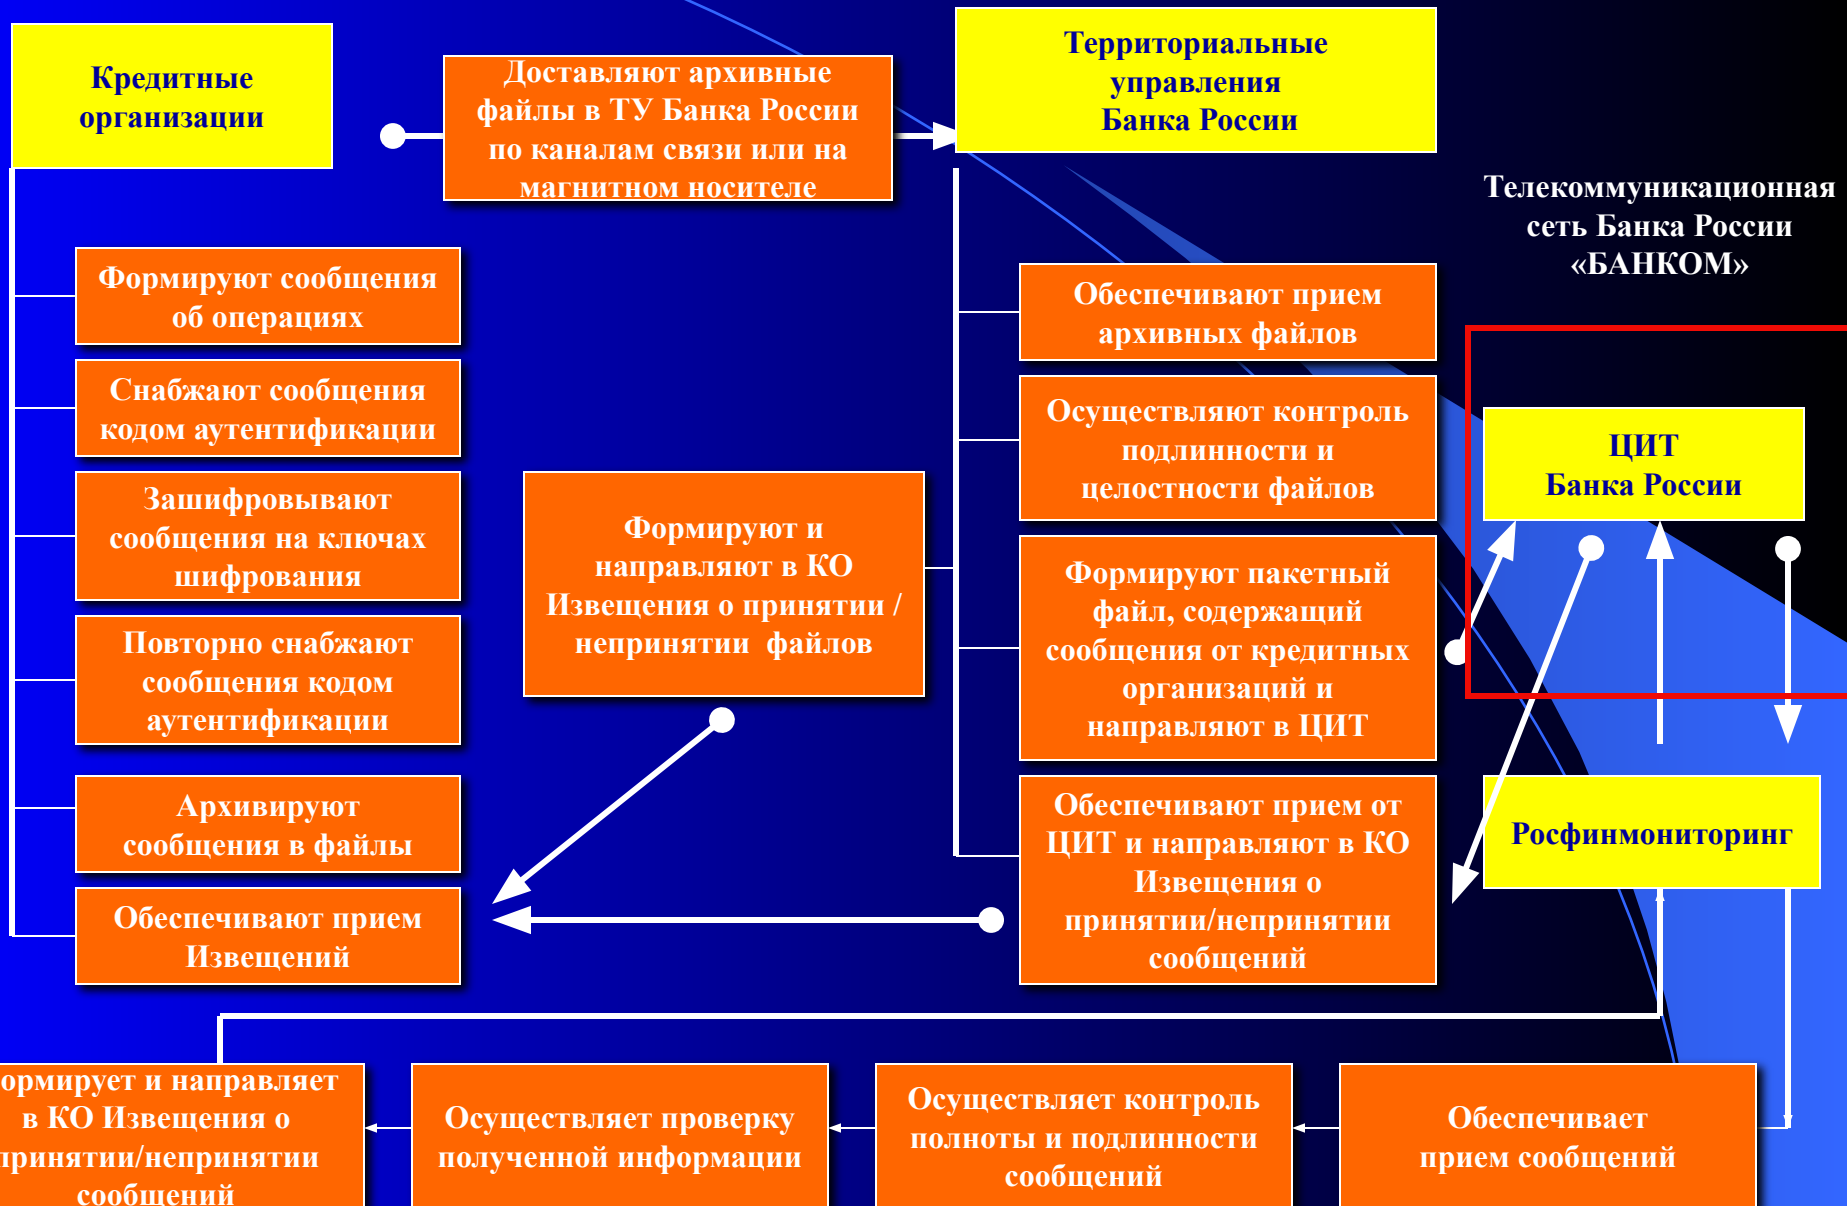 Кредитные
организации
Доставляют архивные
файлы в ТУ Банка России
по каналам связи или на
магнитном носителе
Территориальные
управления
Банка России
Телекоммуникационная
сеть Банка России
«БАНКОМ»
Формируют сообщения
об операциях
Снабжают сообщения
кодом аутентификации
Зашифровывают
сообщения на ключах
шифрования
Повторно снабжают
сообщения кодом
аутентификации
Архивируют
сообщения в файлы
Обеспечивают прием
Извещений
Формируют и
направляют в КО
Извещения о принятии /
непринятии файлов
Обеспечивают прием
архивных файлов
Осуществляют контроль
подлинности и
целостности файлов
Формируют пакетный
файл, содержащий
сообщения от кредитных
организаций и
направляют в ЦИТ
Обеспечивают прием от
ЦИТ и направляют в КО
Извещения о
принятии/непринятии
сообщений
ЦИТ
Банка России
Росфинмониторинг
ормирует и направляет
в КО Извещения о
принятии/непринятии
сообщений
Осуществляет проверку
полученной информации
Осуществляет контроль
полноты и подлинности
сообщений
Обеспечивает
прием сообщений